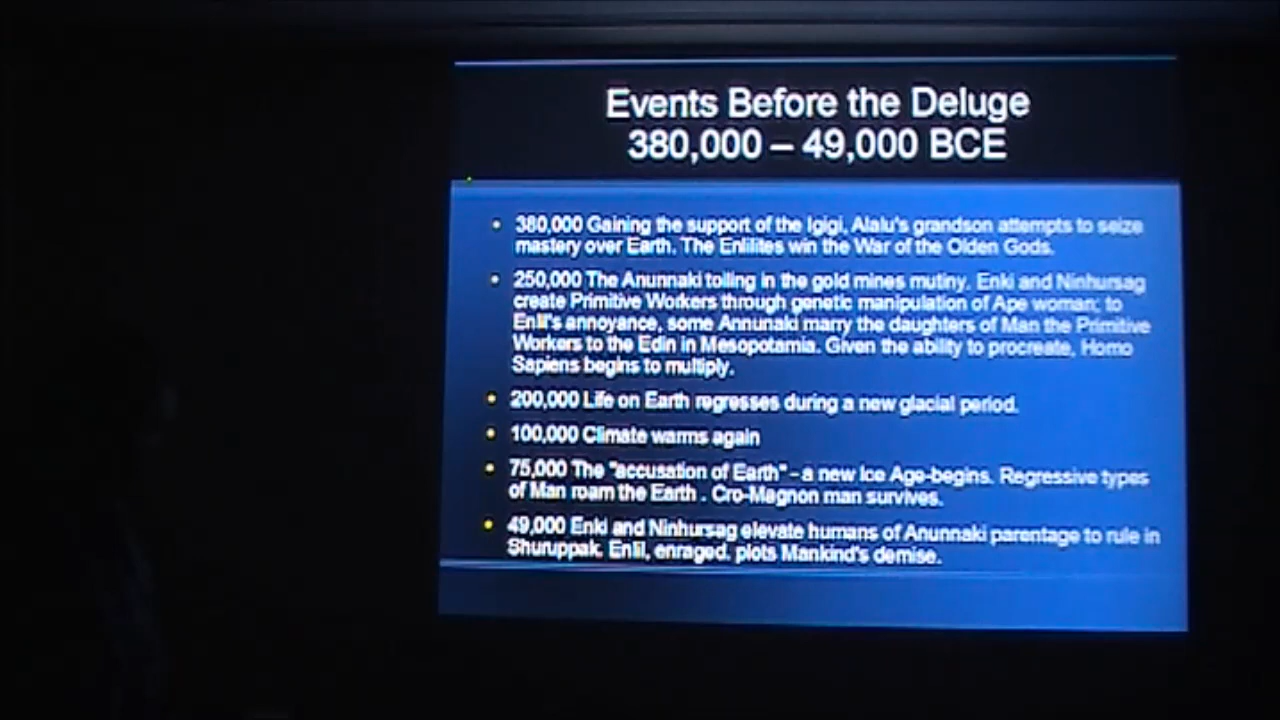 Events Before the Deluge
380,000 – 49,000 BCE
• 380,000 Gaining the support of the Igigi, Alalu's grandson attempts to seize
mastery over Earth. The Enlilites win the War of the Olden Gods.
• 250,000 The Anunnaki toiling in the gold mines mutiny. Enki and Ninhursag
create Primitive Workers through genetic manipulation of Ape woman; to
Enlil's annoyance, some Annunaki marry the daughters of Man the Primitive
Workers to the Edin in Mesopotamia. Given the ability to procreate, Homo
Sapiens begins to multiply.
• 200,000 Life on Earth regresses during a new glacial period.
• 100,000 Climate warms again
• 75,000 The "accusation of Earth" - a new Ice Age-begins. Regressive types
of Man roam the Earth . Cro-Magnon man survives.
• 49,000 Enki and Ninhursag elevate humans of Anunnaki parentage to rule in
Shuruppak. Enlil, enraged. plots Mankind's demise.